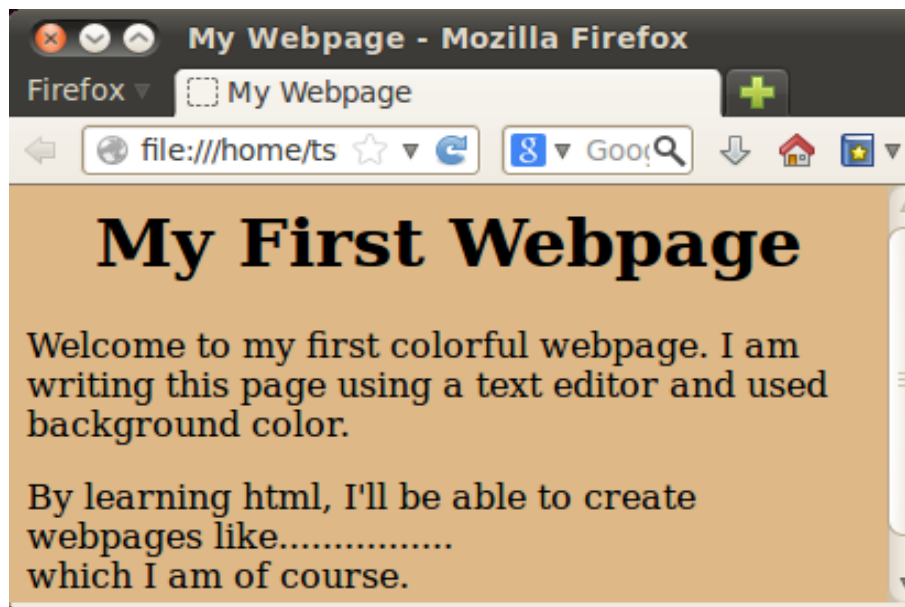 My Webpage - Mozilla Firefox
Firefox
My Webpage
file:///home/ts
8
My First Webpage
Welcome to my first colorful webpage. I am
writing this page using a text editor and used
background color.
By learning html, I'll be able to create
webpages like................
which I am of course.